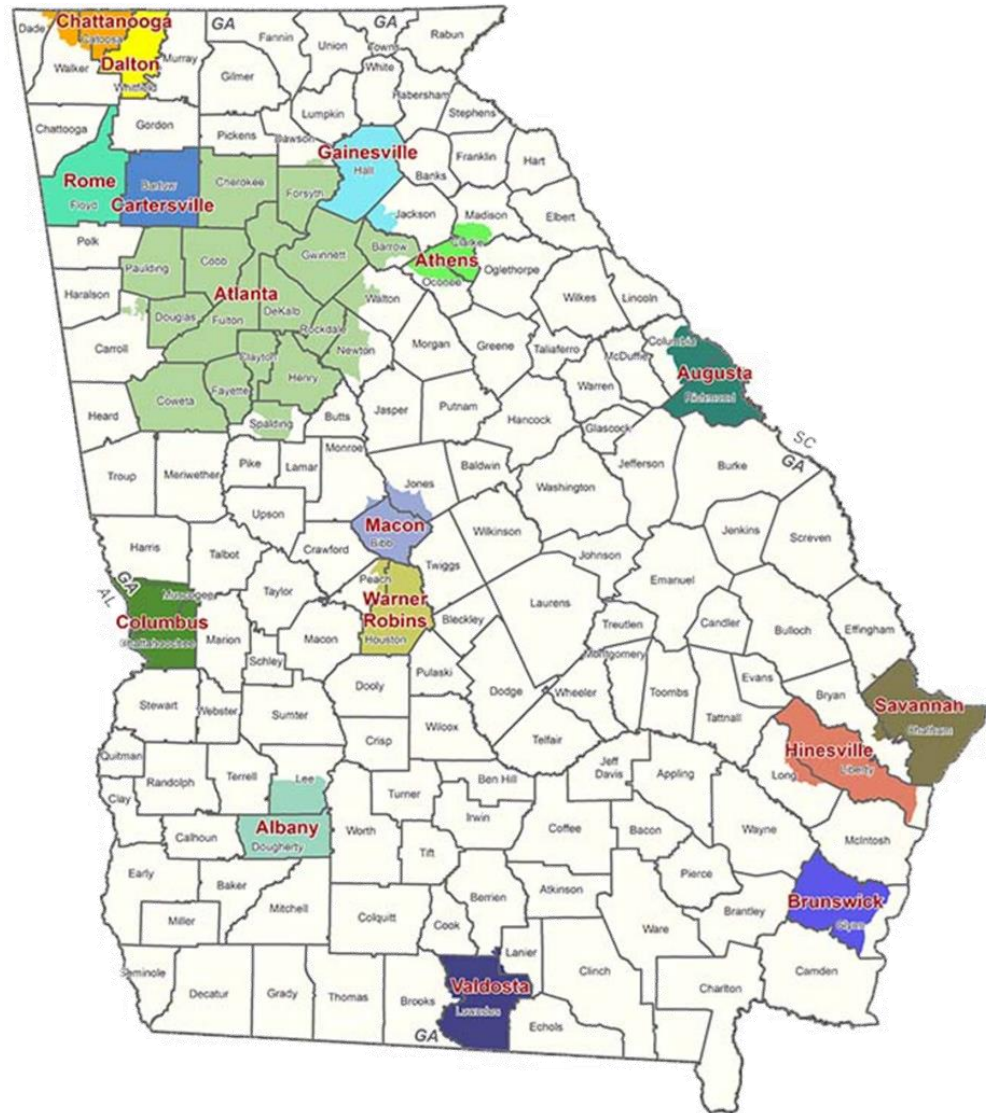 GA
GA
Chattanooga
Dade
Catoosa
Fannin
Union
Towns
Rabun
Dalton
Murray
Walker
Gilmer
White
Whitfield
Habersham
Lumpkin
Stephens
Chattooga
Gordon
Pickens
Dawson
Gainesville
Hall
Banks
Franklin
Hart
Rome
Floyd
Bartow
Cartersville
Cherokee
Forsyth
Jackson
Madison
Elbert
Polk
Paulding
Cobb
Gwinnett
Barrow
Clarke
Athens
Oconee
Oglethorpe
Haralson
Atlanta
Douglas
Fulton
DeKalb
Rockdale
Walton
Wilkes
Lincoln
Carroll
Clayton
Newton
Morgan
Greene
Taliaferro
McDuffie
Columbia
Augusta
Richmond
Heard
Coweta
Fayette
Henry
Spalding
Butts
Jasper
Putnam
Hancock
Warren
Glascock
SC
GA
Troup
Meriwether
Pike
Lamar
Monroe
Jones
Baldwin
Washington
Jefferson
Burke
Upson
Macon
Bibb
Wilkinson
Jenkins
Screven
Harris
Talbot
Crawford
Twiggs
Johnson
Emanuel
GA
AL
Muscogee
Columbus
Chattahoochee
Taylor
Peach
Warner
Robins
Houston
Bleckley
Laurens
Treutlen
Candler
Bulloch
Effingham
Marion
Macon
Schley
Montgomery
Dooly
Pulaski
Dodge
Wheeler
Toombs
Evans
Bryan
Stewart
Webster
Sumter
Wilcox
Telfair
Tattnall
Savannah
Chatham
Crisp
Hinesville
Liberty
Long
Quitman
Randolph
Terrell
Lee
Turner
Ben Hill
Jeff
Davis
Appling
Clay
Calhoun
Albany
Dougherty
Worth
Irwin
Coffee
Bacon
Wayne
McIntosh
Early
Baker
Tift
Pierce
Miller
Mitchell
Colquitt
Berrien
Cook
Atkinson
Ware
Brantley
Brunswick
Glynn
Seminole
Decatur
Grady
Thomas
Brooks
Valdosta
Lowndes
Lanier
Clinch
Charlton
Camden
Echols
GA